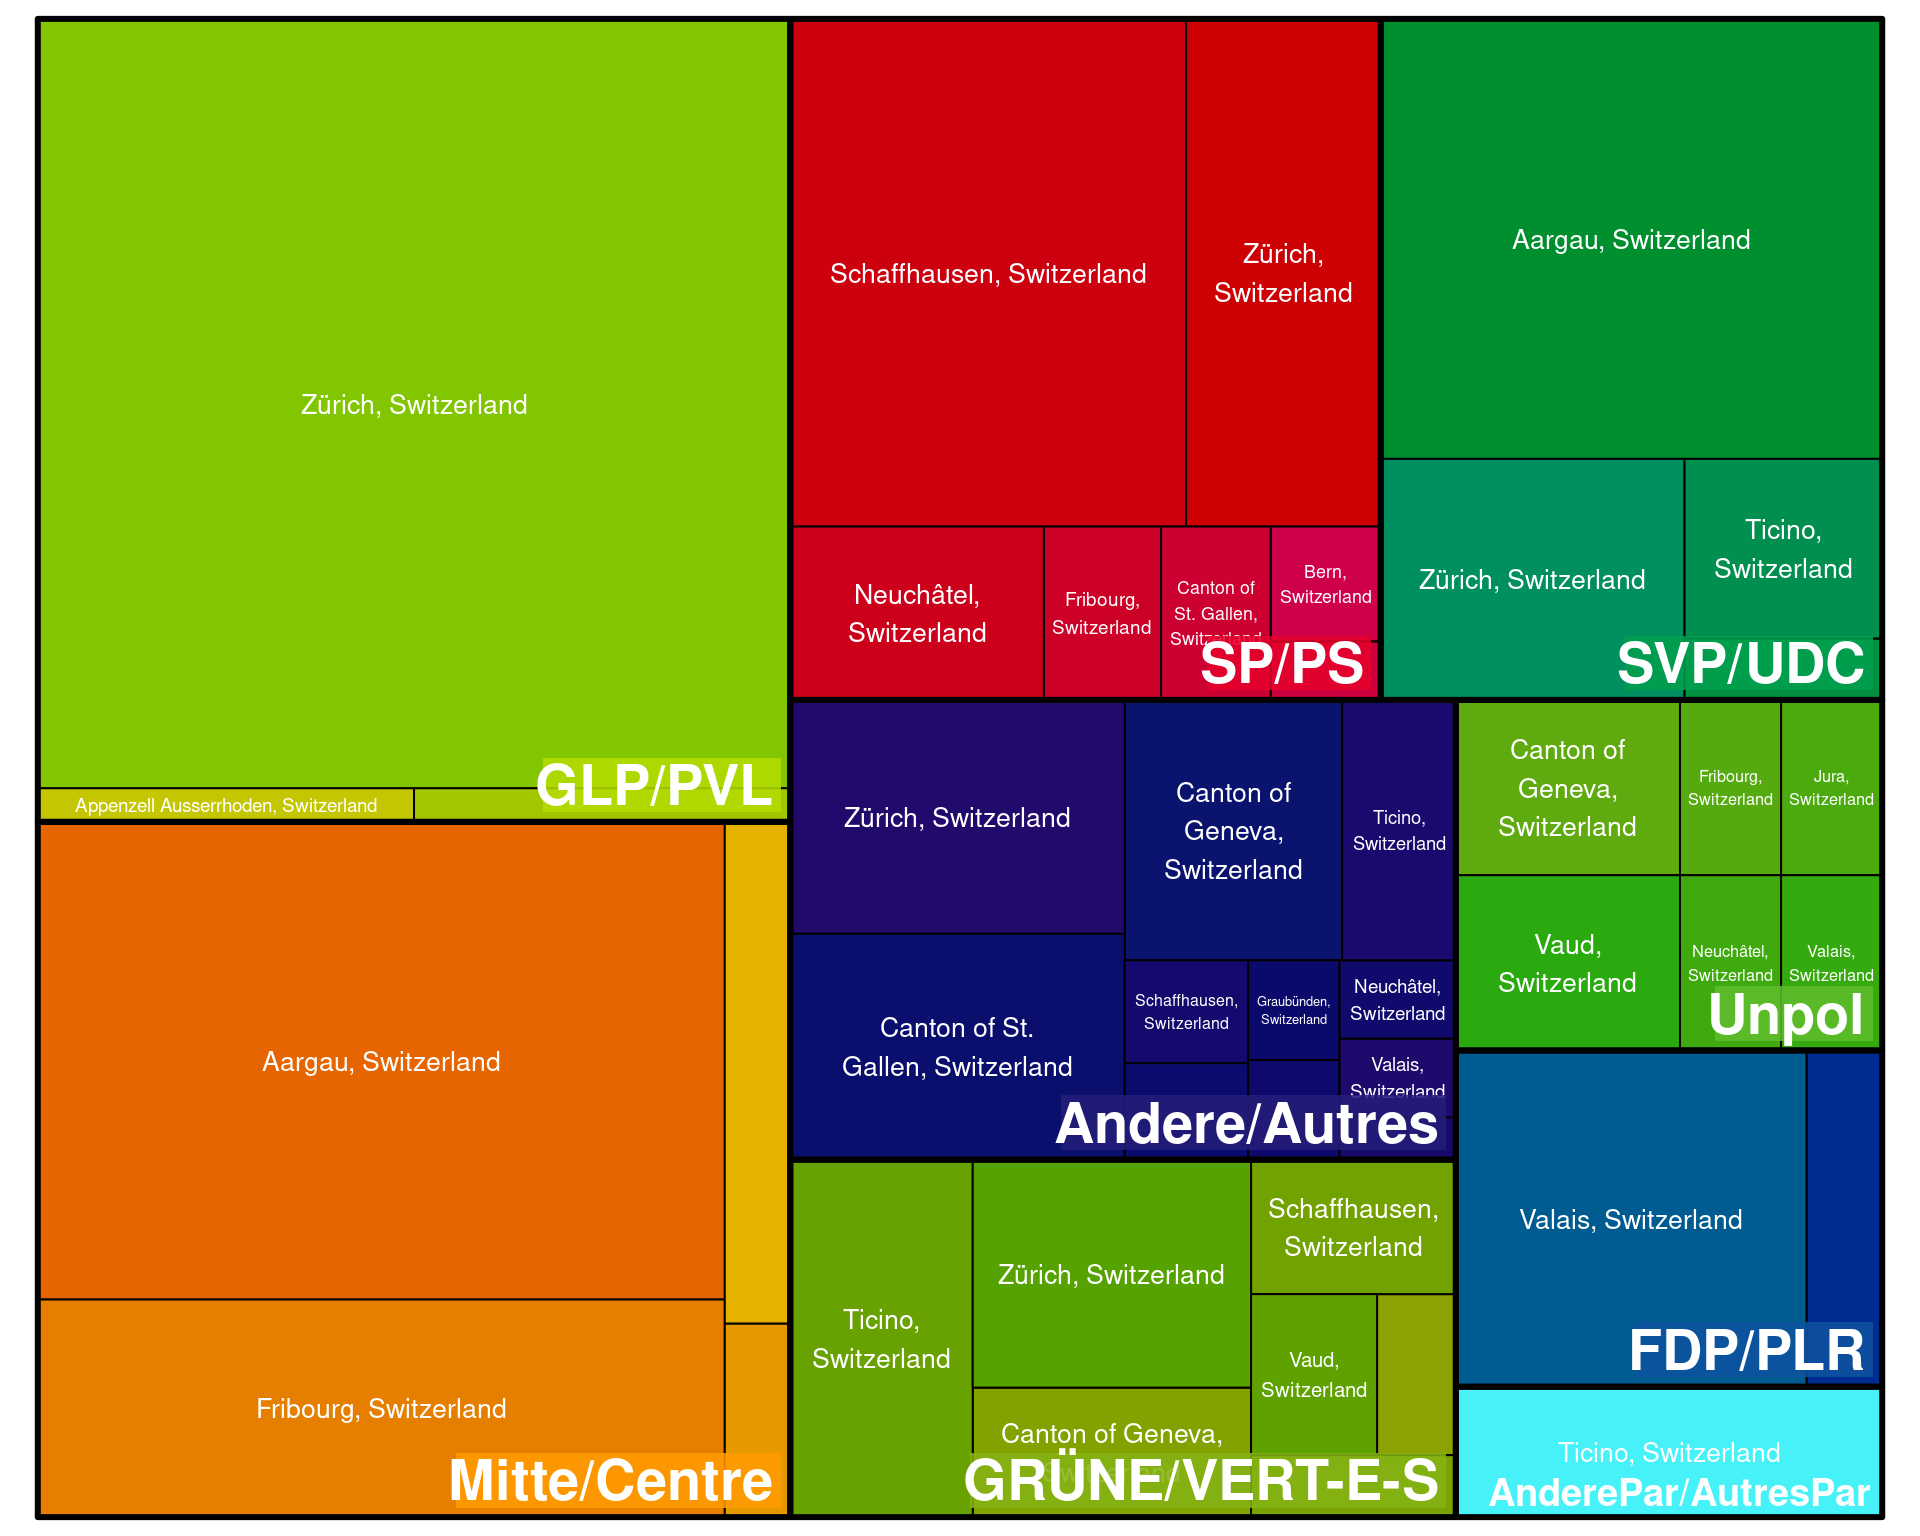 Zürich, Switzerland
GLP/PVL
Appenzell Ausserrhoden, Switzerland
Aargau, Switzerland
Fribourg, Switzerland
Mitte/Centre
Schaffhausen, Switzerland
Zürich,
Switzerland
Neuchâtel,
Switzerland
Fribourg,
Switzerland
Canton of
St. Gallen,
Switzerland
Bern,
Switzerland
SP/PS
Aargau, Switzerland
Zürich, Switzerland
Ticino,
Switzerland
SVP/UDC
Zürich, Switzerland
Canton of St.
Gallen, Switzerland
Canton of
Geneva,
Switzerland
Ticino,
Switzerland
Schaffhausen,
Switzerland
Graubünden,
Switzerland
Neuchâtel,
Switzerland
Valais,
Switzerland
Andere/Autres
Canton of
Geneva,
Switzerland
Fribourg,
Switzerland
Jura,
Switzerland
Vaud,
Switzerland
Neuchâtel,
Switzerland
Valais,
Switzerland
Unpol
Ticino,
Switzerland
Zürich, Switzerland
Canton of Geneva,
Schaffhausen,
Switzerland
Vaud,
Switzerland
GRÜNE/VERT-E-S
Valais, Switzerland
FDP/PLR
Ticino, Switzerland
AnderePar/AutresPar